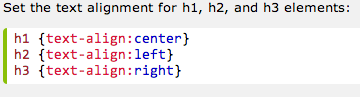 Set the text alignment for h1, h2, and h3 elements:
h1 {text-align:center}
h2 {text-align:left}
h3 {text-align:right}